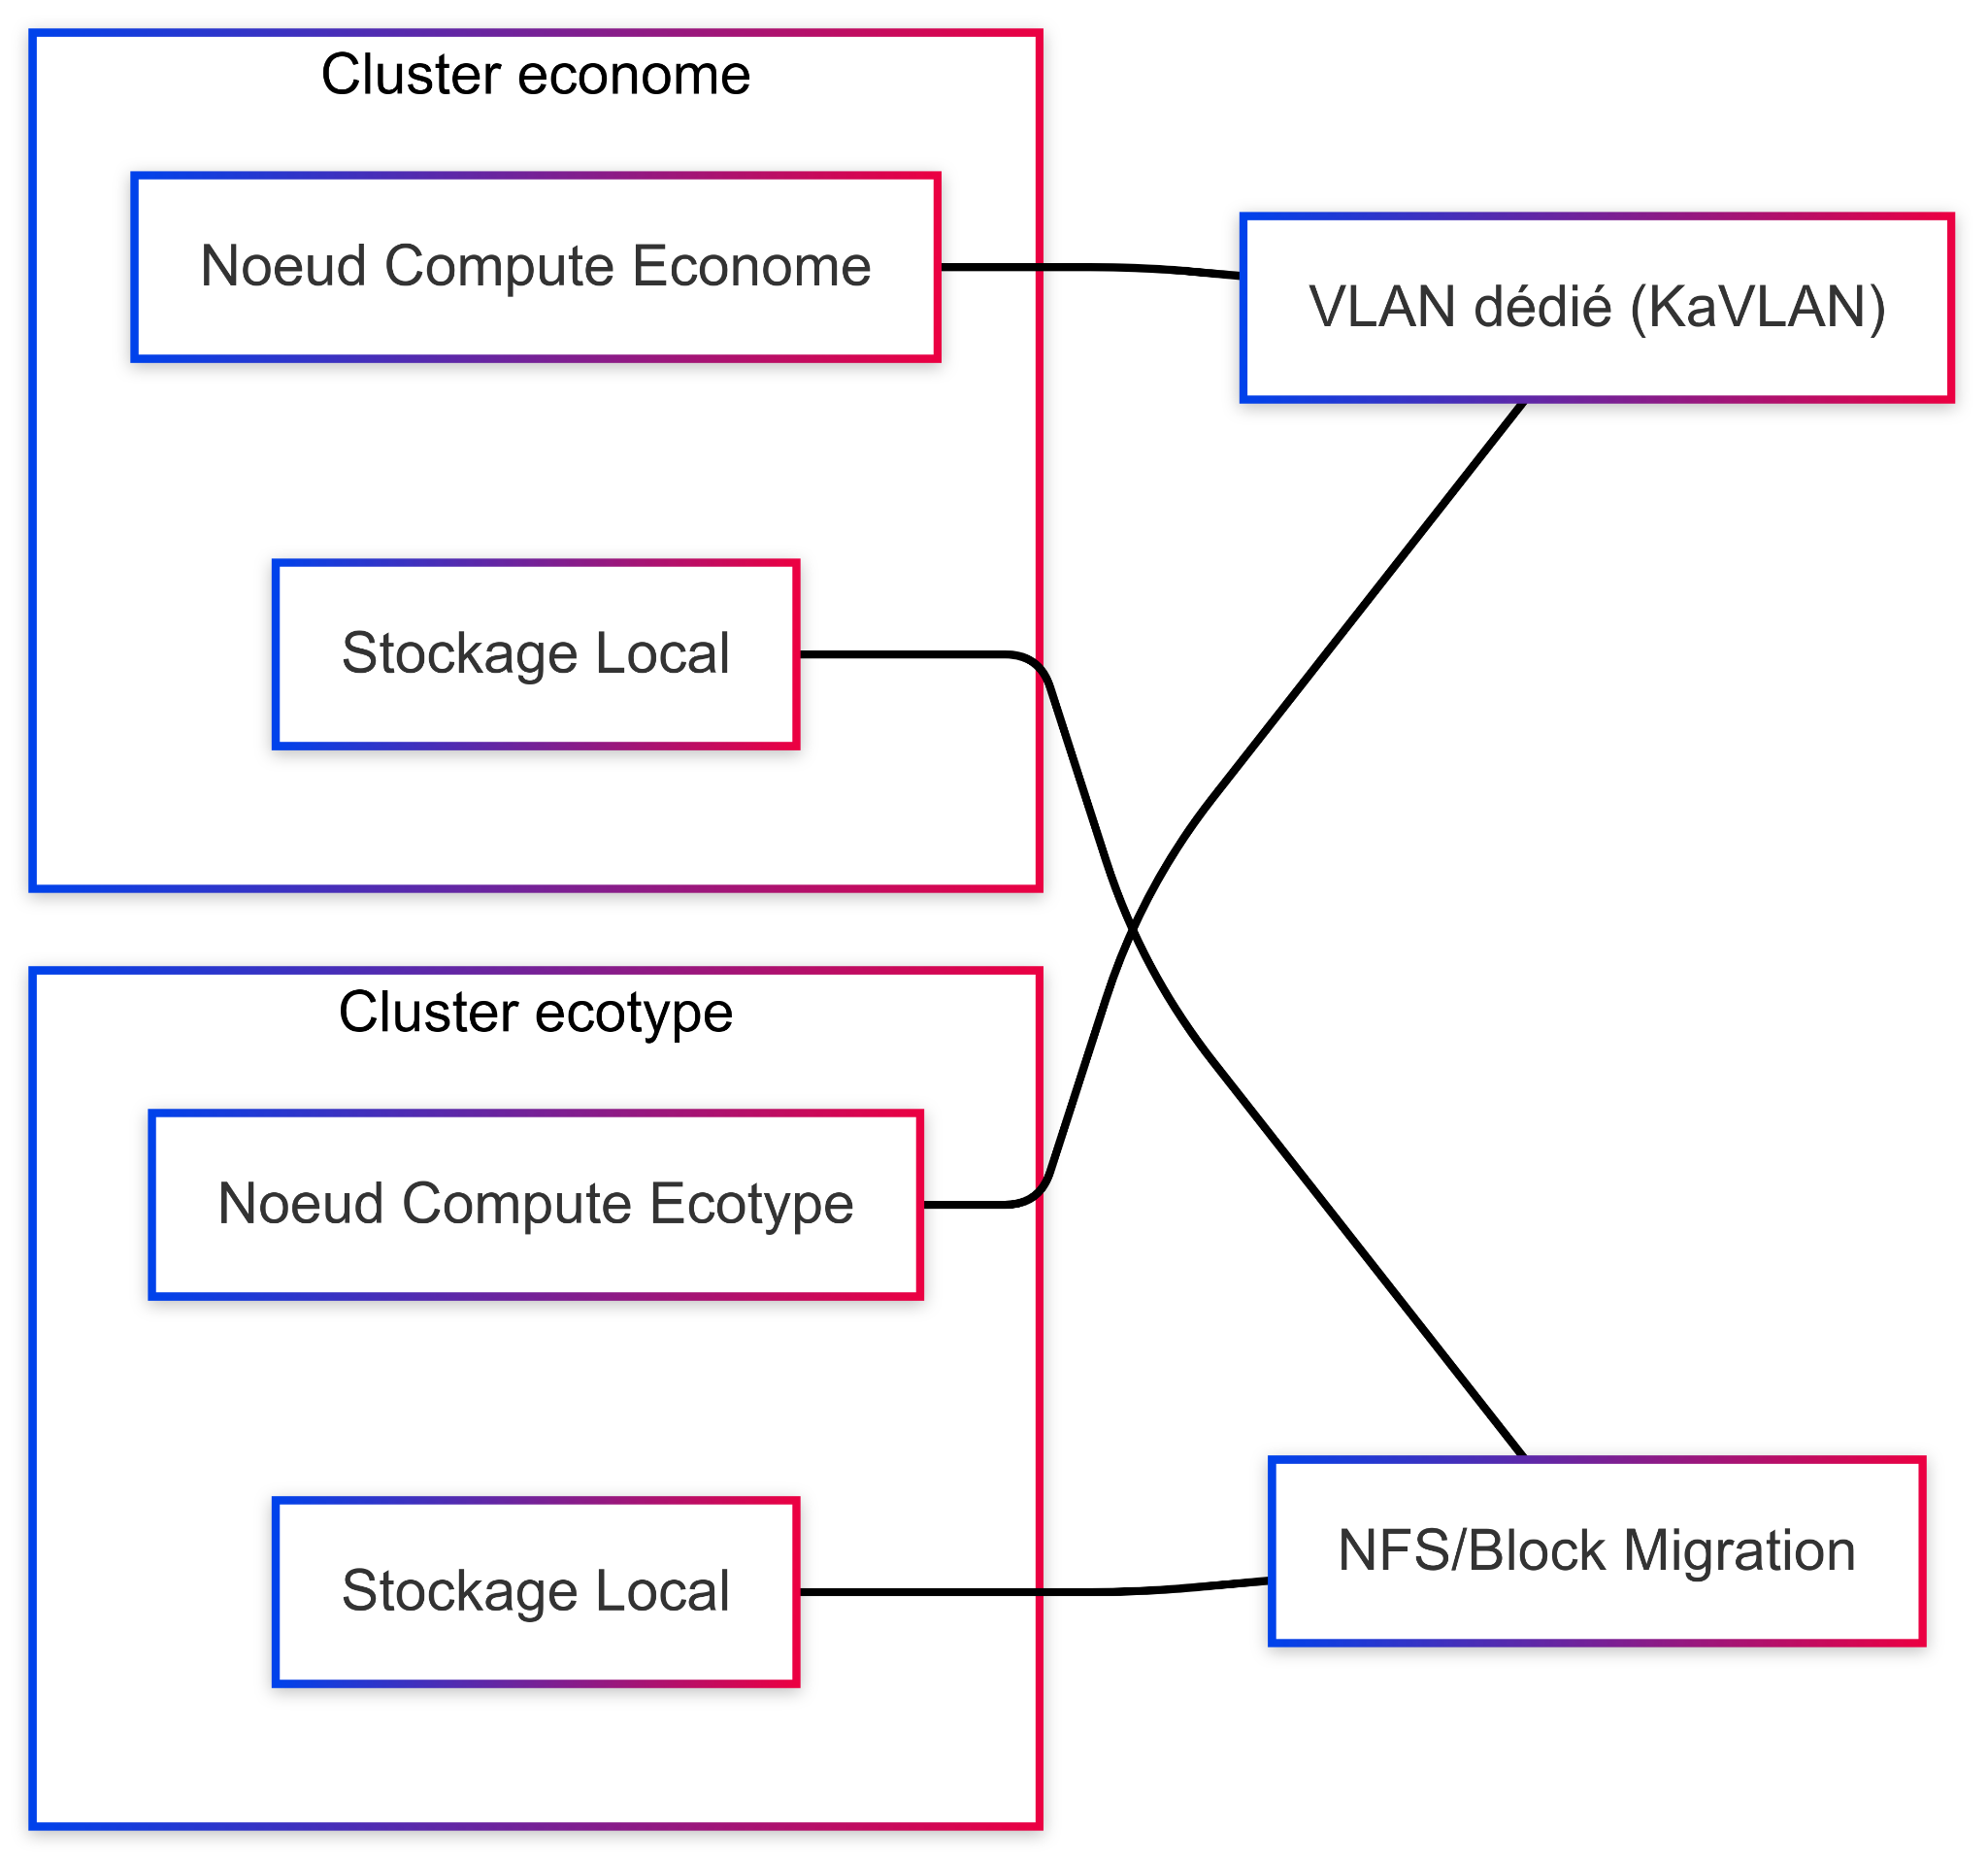 Cluster econome
Noeud Compute Econome
VLAN dédié (KaVLAN)
Stockage Local
Cluster ecotype
Noeud Compute Ecotype
NFS/Block Migration
Stockage Local